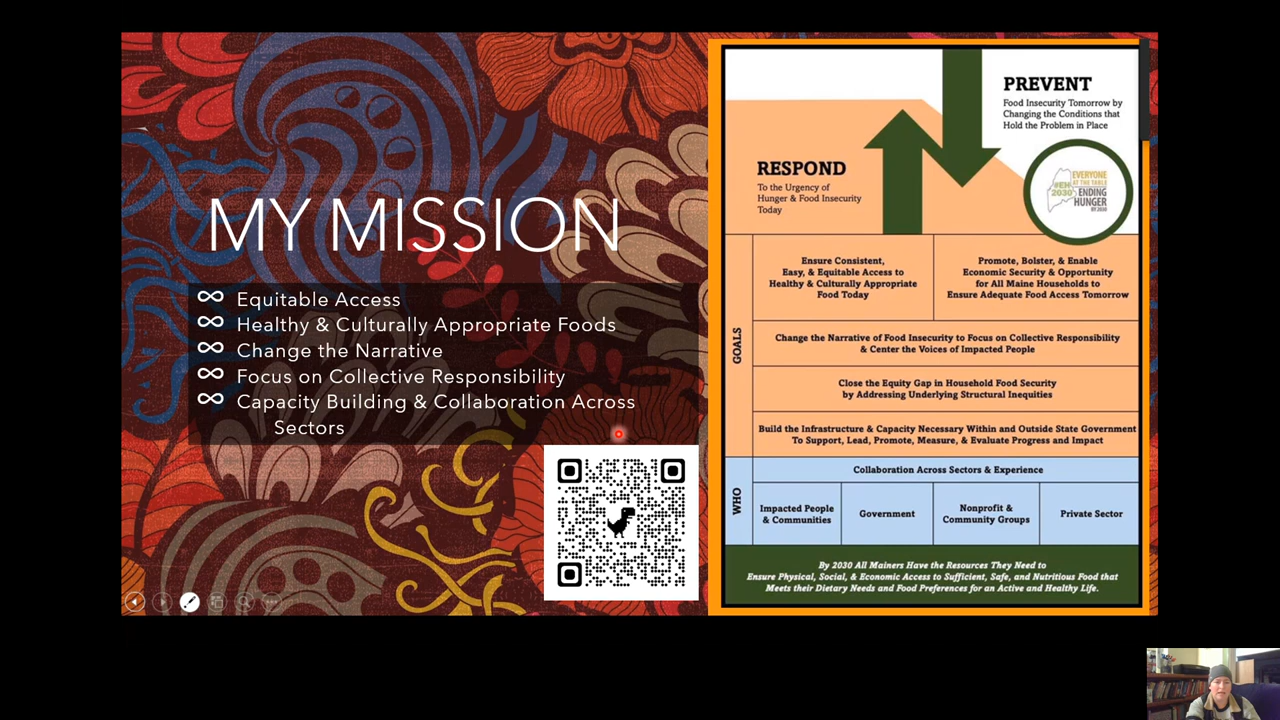 MY MISSION
Equitable Access
Healthy & Culturally Appropriate Foods
Change the Narrative
Focus on Collective Responsibility
Capacity Building & Collaboration Across
Sectors
PREVENT
Food Insecurity Tomorrow by
Changing the Conditions that
Hold the Problem in Place
RESPOND
To the Urgency of
Hunger & Food Insecurity
Today
#EH
2030
EVERYONE
AT THE TABLE
ENDING
HUNGER
BY 2030
GOALS
Ensure Consistent,
Easy, & Equitable Access to
Healthy & Culturally Appropriate
Food Today
Promote, Bolster, & Enable
Economic Security & Opportunity
for All Maine Households to
Ensure Adequate Food Access Tomorrow
Change the Narrative of Food Insecurity to Focus on Collective Responsibility
& Center the Voices of Impacted People
Close the Equity Gap in Household Food Security
by Addressing Underlying Structural Inequities
Build the Infrastructure & Capacity Necessary Within and Outside State Government
To Support, Lead, Promote, Measure, & Evaluate Progress and Impact
WHO
Collaboration Across Sectors & Experience
Impacted People
& Communities
Government
Nonprofit &
Community Groups
Private Sector
By 2030 All Mainers Have the Resources They Need to
Ensure Physical, Social, & Economic Access to Sufficient, Safe, and Nutritious Food that
Meets their Dietary Needs and Food Preferences for an Active and Healthy Life.